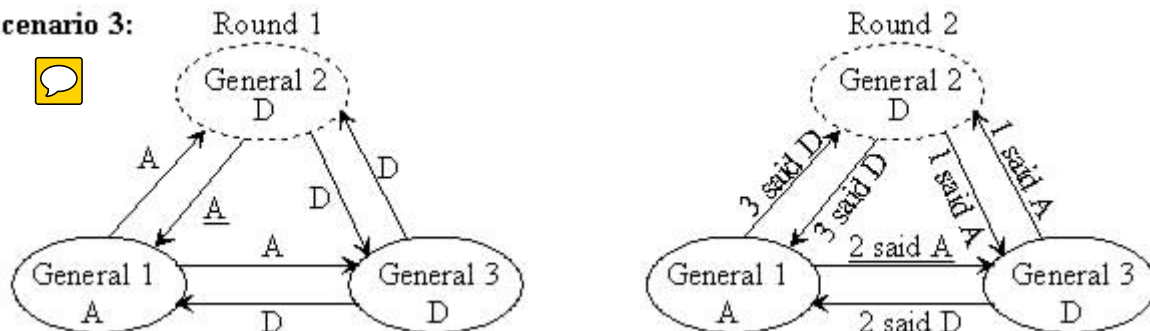 cenario 3:
Round 1
General 2
D
A
A
D
D
General 1
A
A
D
General 3
D
Round 2
General 2
D
3 said D
3 said D
1 said A
1 said A
General 1
A
2 said A
2 said D
General 3
D